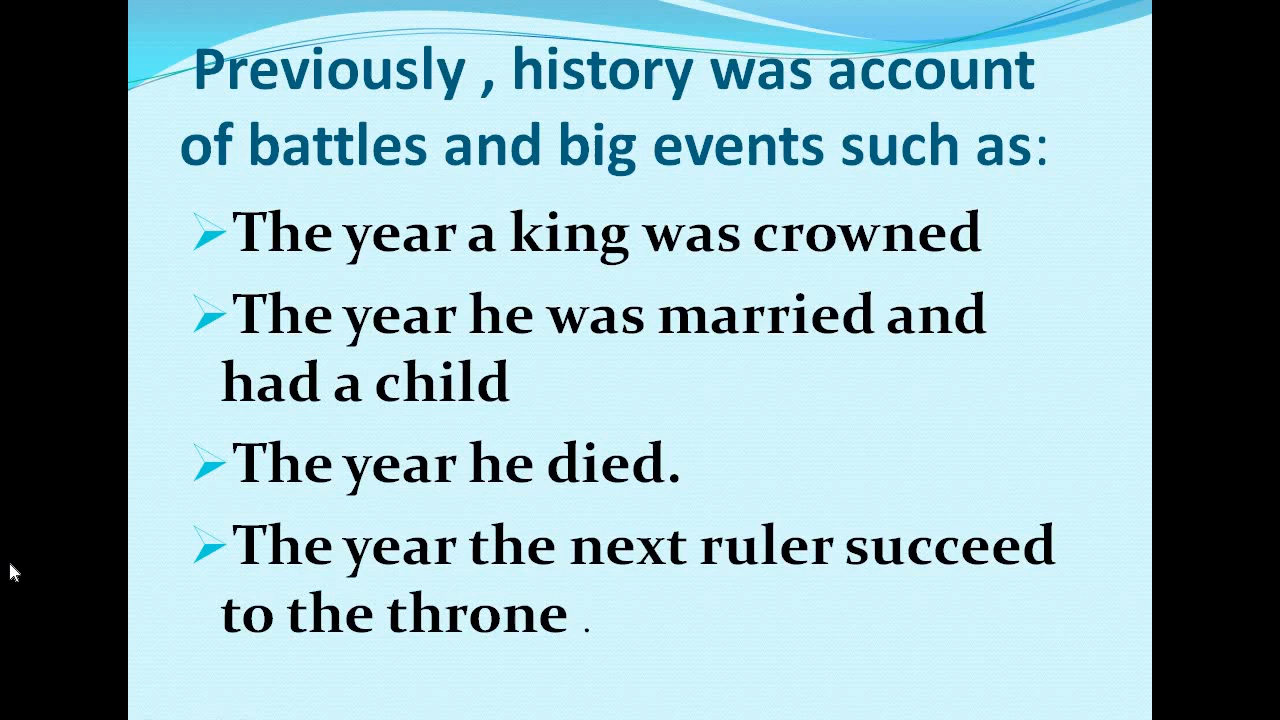 Previously , history was account
of battles and big events such as:
The year a king was crowned
The year he was married and
had a child
The year he died.
The year the next ruler succeed
to the throne .